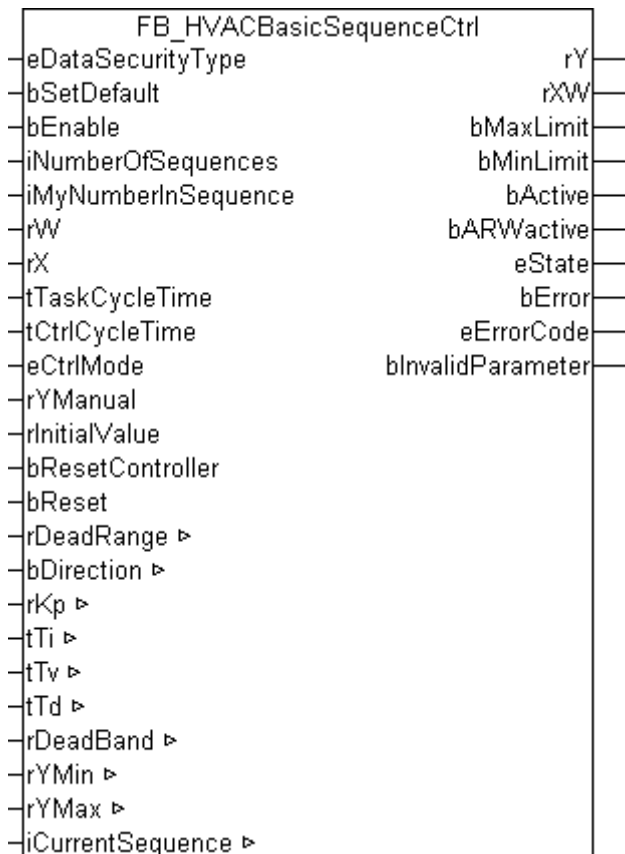 FB_HVACBasicSequenceCtrl
eDataSecurityType rY
bSetDefault rXW
bEnable bMaxLimit
iNumberOfSequences bMinLimit
iMyNumberInSequence bActive
rW bARWactive
rX eState
tTaskCycleTime bError
tCtrlCycleTime eErrorCode
eCtrlMode bInvalidParameter
rYManual
rInitialValue
bResetController
bReset
rDeadRange ▹
bDirection ▹
rKp ▹
tTi ▹
tTv ▹
tTd ▹
rDeadBand ▹
rYMin ▹
rYMax ▹
iCurrentSequence ▹